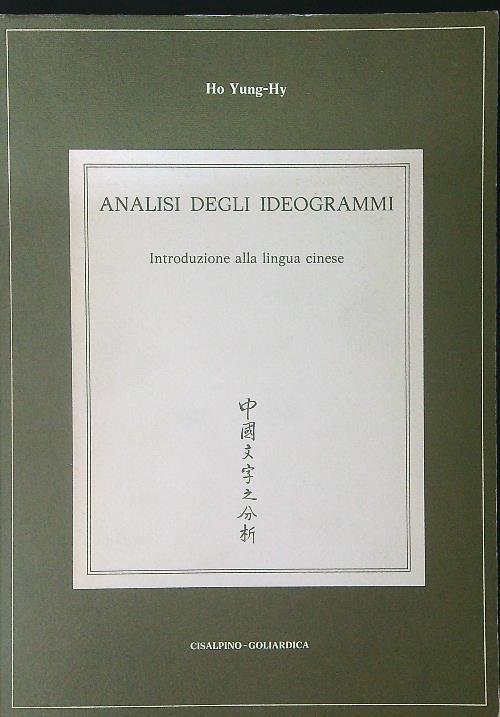 Ho Yung-Hy
ANALISI DEGLI IDEOGRAMMI
Introduzione alla lingua cinese
中國文字之分析
CISALPINO-GOLIARDICA